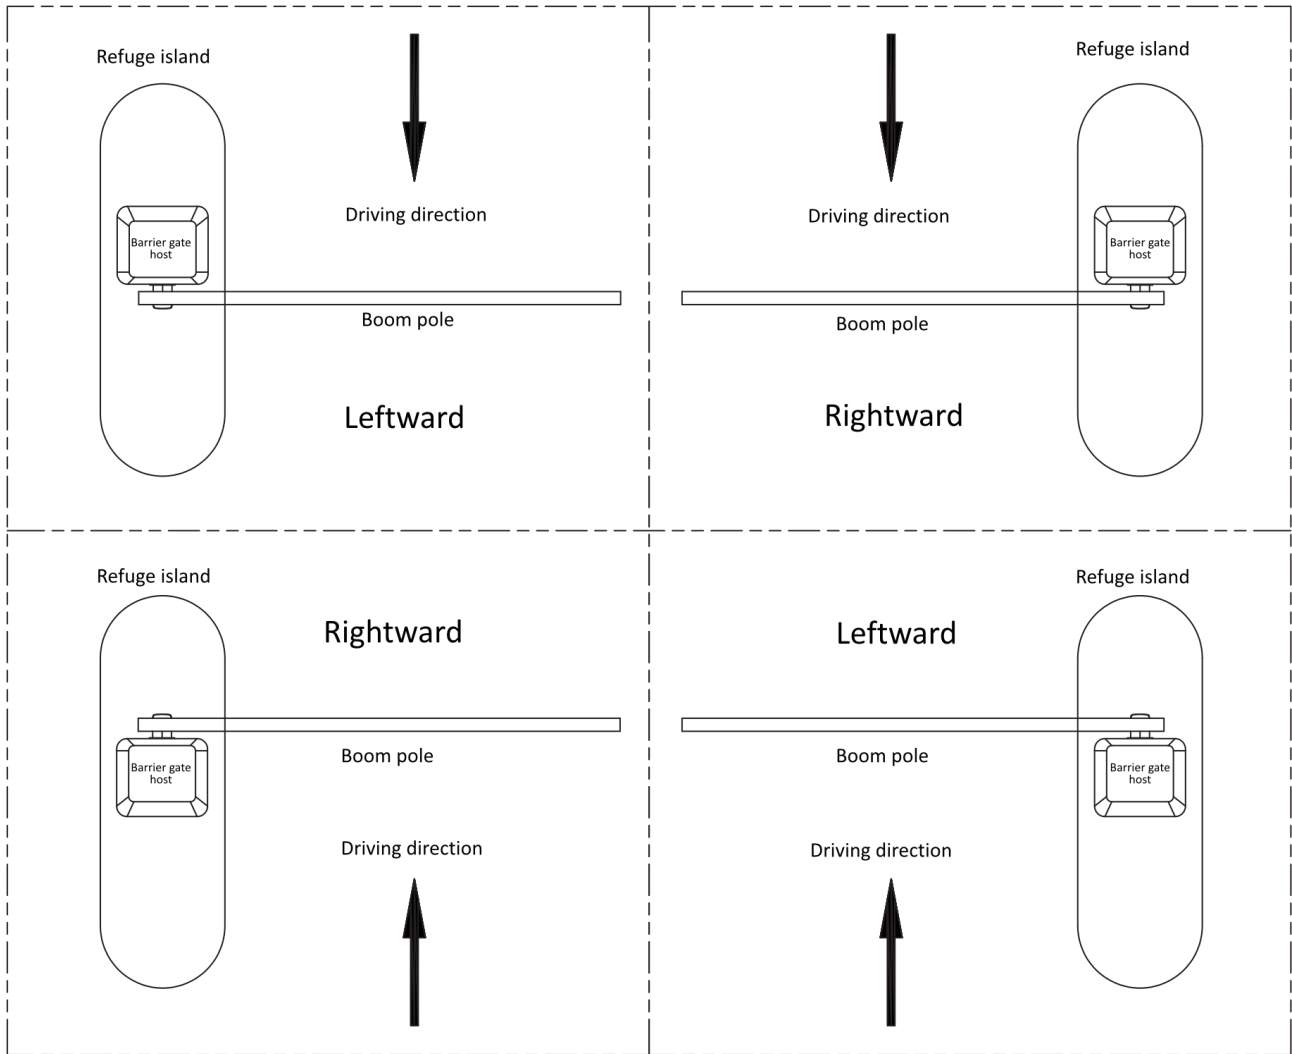 Refuge island
Driving direction
Barrier gate
host
Boom pole
Leftward
Refuge island
Driving direction
Barrier gate
host
Boom pole
Rightward
Refuge island
Rightward
Boom pole
Barrier gate
host
Driving direction
Refuge island
Leftward
Boom pole
Barrier gate
host
Driving direction